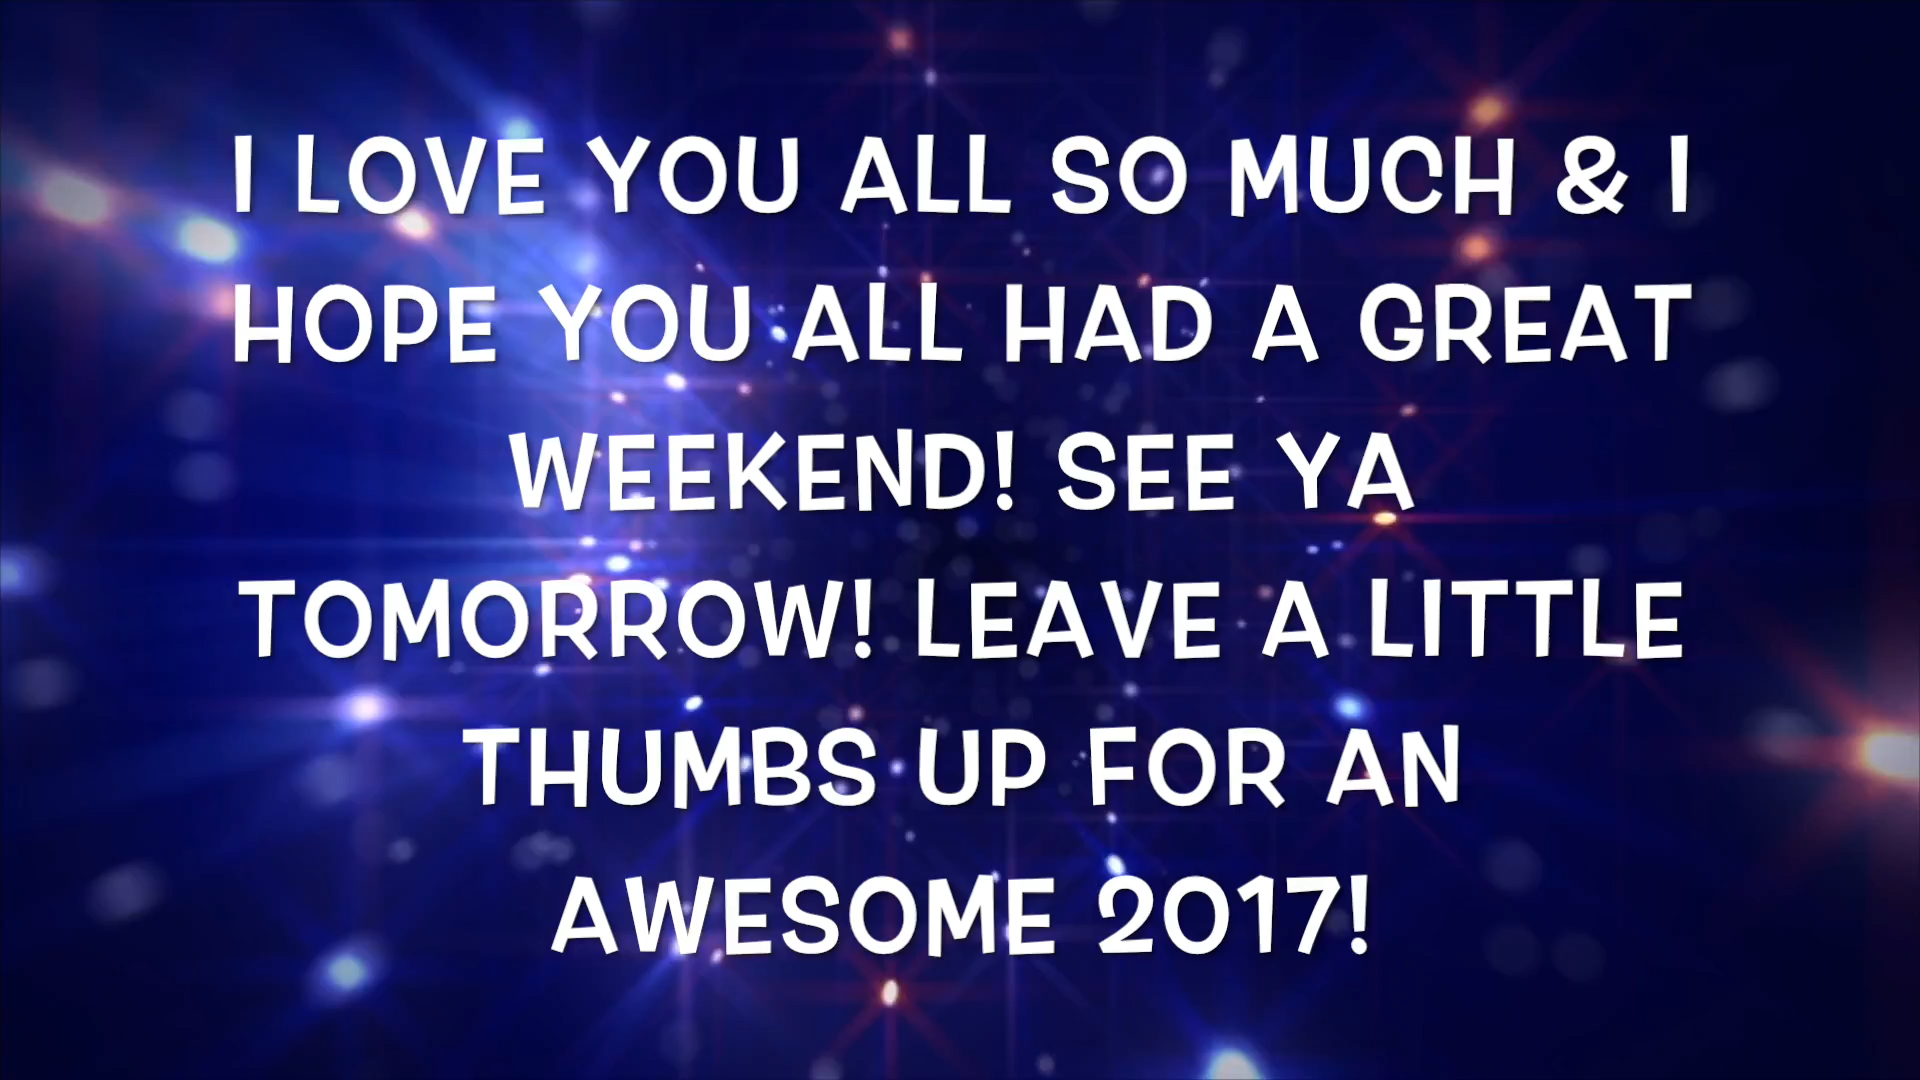 I LOVE YOU ALL SO MUCH & I
HOPE YOU ALL HAD A GREAT
WEEKEND! SEE YA
TOMORROW! LEAVE A LITTLE
THUMBS UP FOR AN
AWESOME 2017!